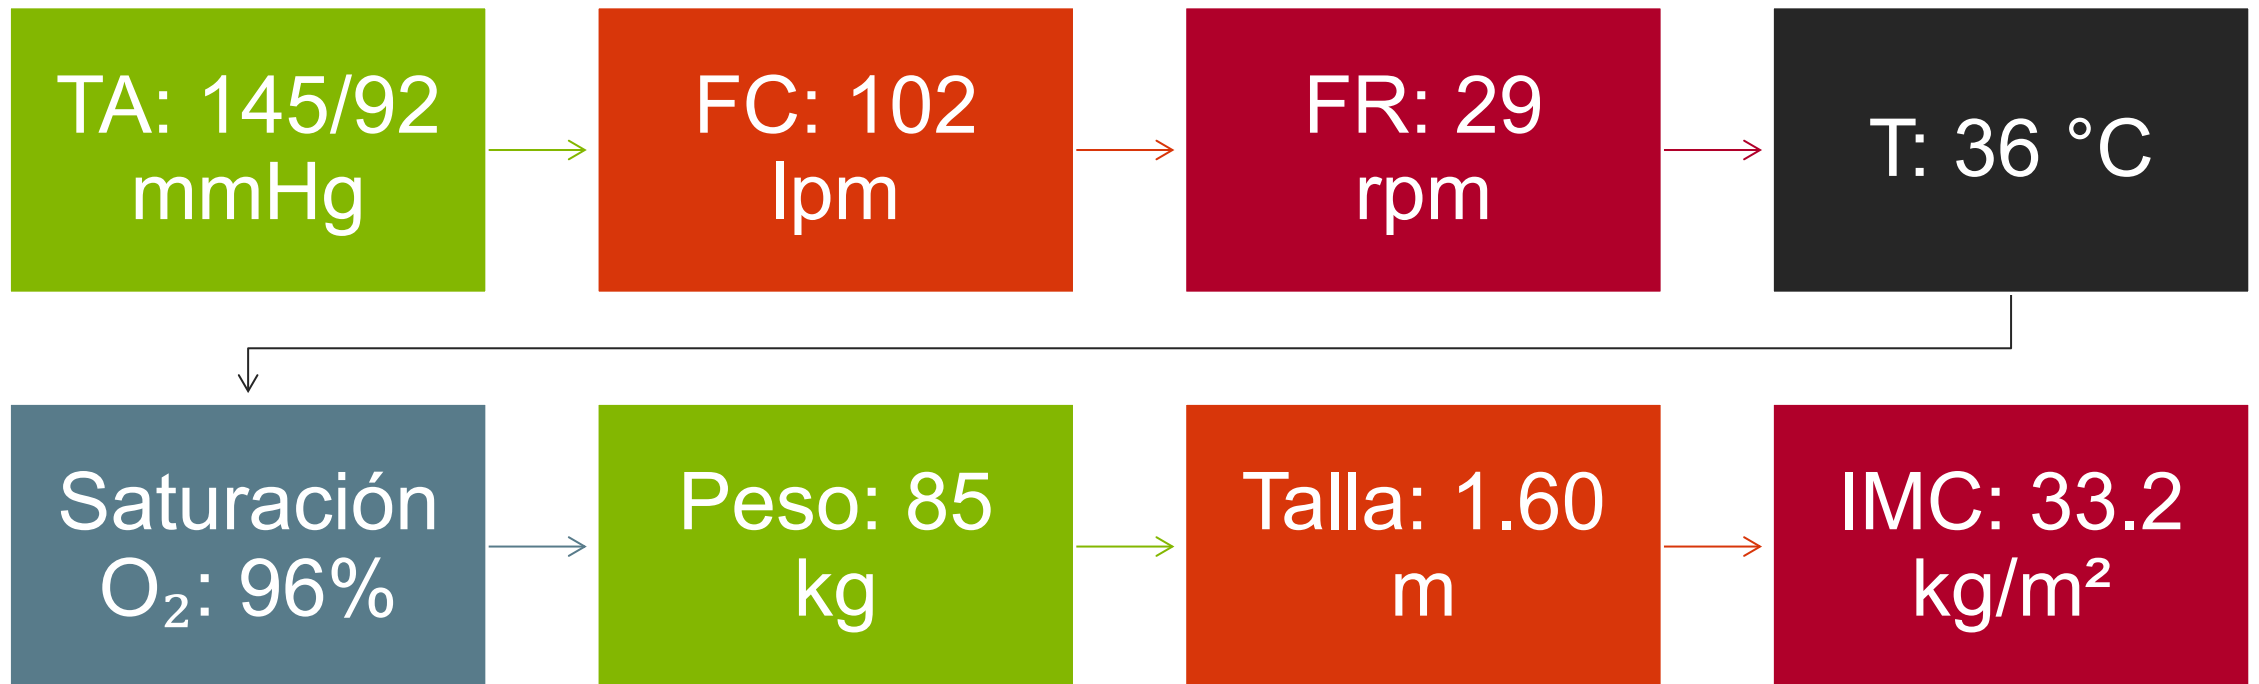 TA: 145/92
mmHg
FC: 102
lpm
FR: 29
rpm
T: 36 °C
Saturación
O₂: 96%
Peso: 85
kg
Talla: 1.60
m
IMC: 33.2
kg/m²